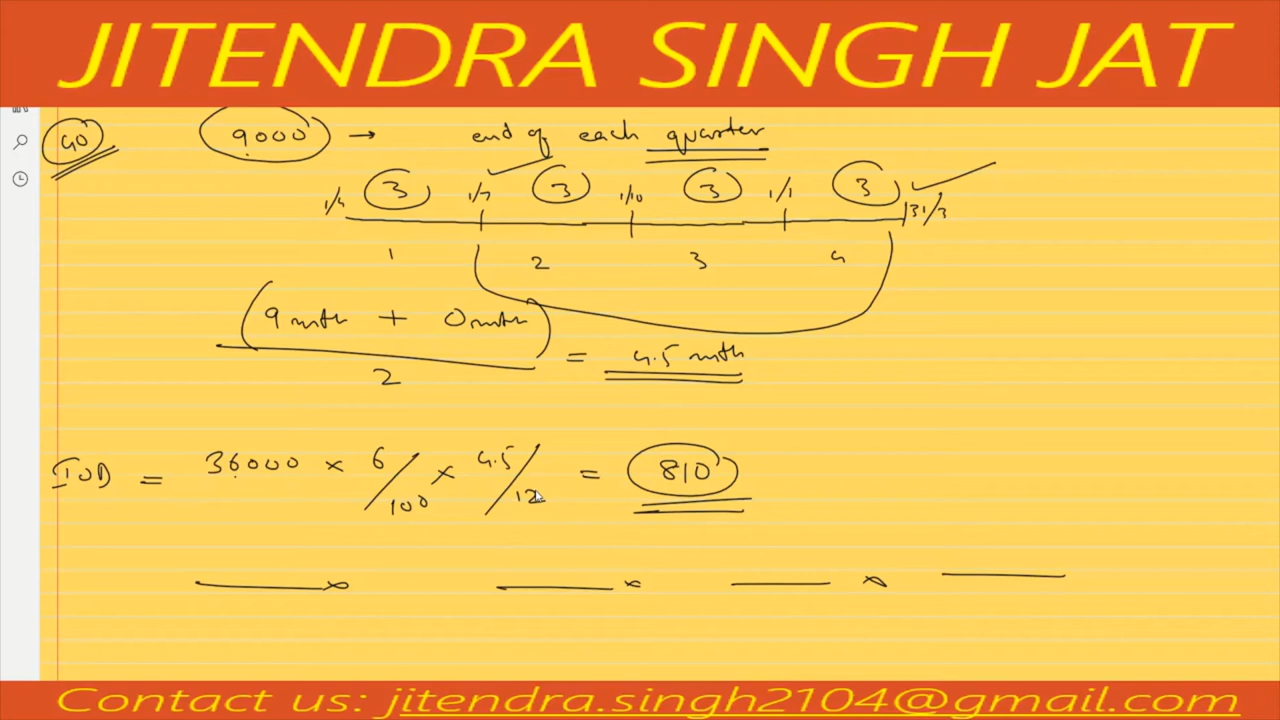 JITENDRA SINGH JAT
40 9000 → end of each quarter
1/4 3 1/7 3 1/10 3 1/1 3 31/3
1 2 3 4
(9 mth + 0 mth)
2 = 4.5 mth
IOD = 36000 × 6/100 × 4.5/12 = 810
Contact us: jitendra.singh2104@gmail.com